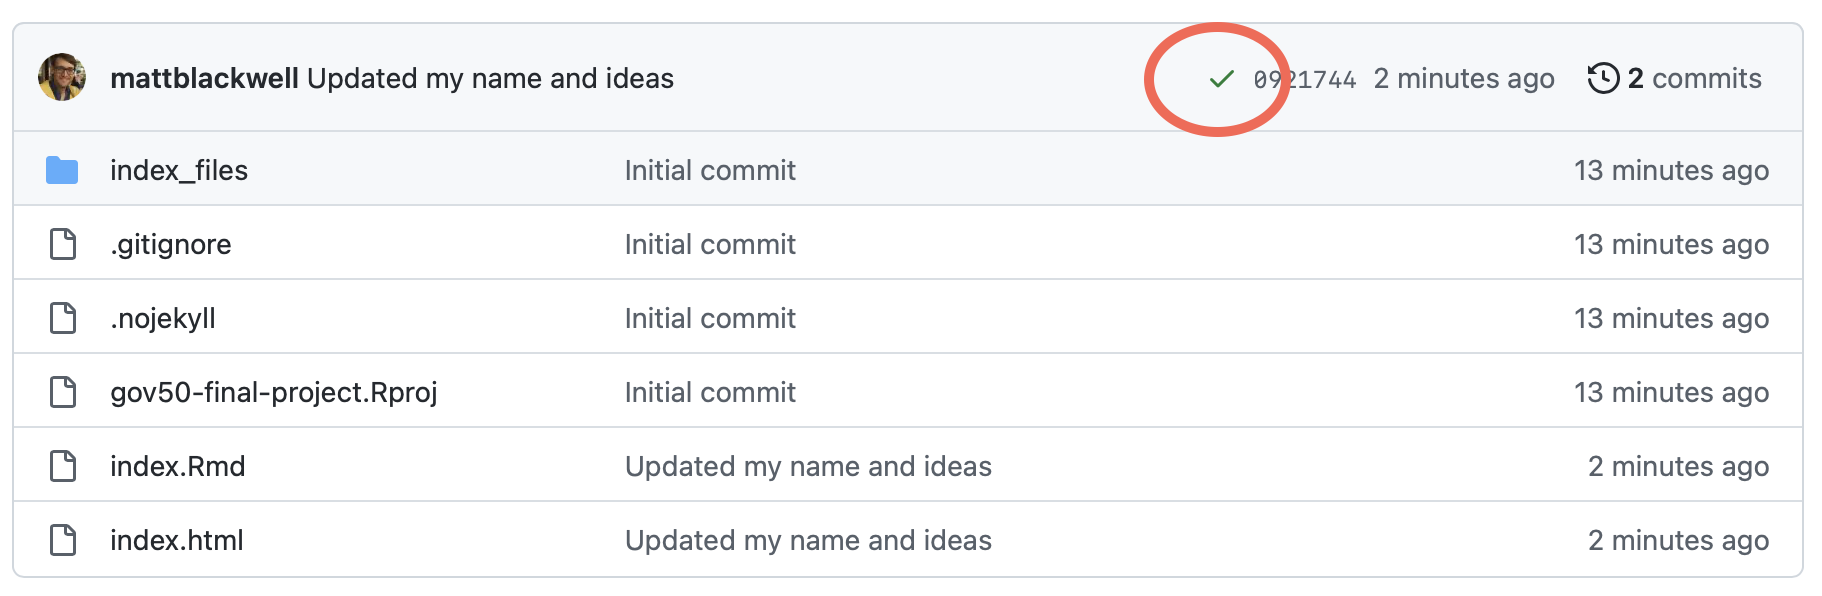 mattblackwell Updated my name and ideas 0921744 2 minutes ago 2 commits
index_files Initial commit 13 minutes ago
.gitignore Initial commit 13 minutes ago
.nojekyll Initial commit 13 minutes ago
gov50-final-project.Rproj Initial commit 13 minutes ago
index.Rmd Updated my name and ideas 2 minutes ago
index.html Updated my name and ideas 2 minutes ago